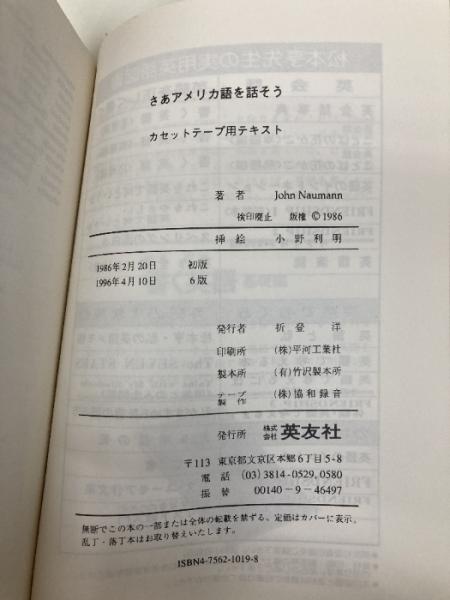 さあアメリカ語を話そう
カセットテープ用テキスト
著者 John Naumann
検印廃止 版権 © 1986
挿絵 小野利明
1986年2月20日 初版
1996年4月10日 6版
発行者 折登洋
印刷所 (株)平河工業社
製本所 (有)竹沢製本所
テープ製作 (株)協和録音
発行所 株式会社 英友社
〒113 東京都文京区本郷6丁目5-8
電話 (03)3814-0529,0580
振替 00140-9-46497
無断でこの本の一部または全体の転載を禁ずる。定価はカバーに表示。
乱丁・落丁本はお取り替えいたします。
ISBN4-7562-1019-8